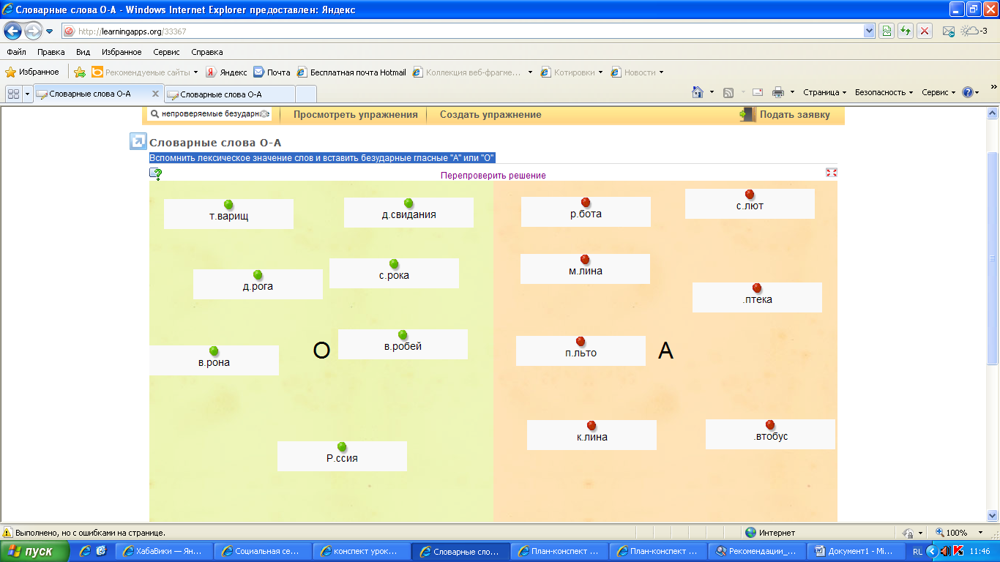 Словарные слова О-А - Windows Internet Explorer предоставлен: Яндекс
http://learningapps.org/33367
-3
Файл Правка Вид Избранное Сервис Справка
Избранное Рекомендуемые сайты Яндекс Почта Бесплатная почта Hotmail Коллекция веб-фрагме... Котировки Новости
Словарные слова О-А Словарные слова О-А Страница Безопасность Сервис
непроверяемые безударные Просмотреть упражнения Создать упражнение Подать заявку
Словарные слова О-А
Вспомнить лексическое значение слов и вставить безударные гласные "А" или "О"
Перепроверить решение
т.варищ
д.свидания
д.рога
с.рока
в.рона
О
в.робей
Р.ссия
р.бота
с.лют
м.лина
.птека
п.льто
А
к.лина
.втобус
Выполнено, но с ошибками на странице. Интернет 100%
пуск ХабаВики — Ян... Социальная се... конспект урок... Словарные сло... План-конспект ... План-конспект ... Рекомендации_... Документ1 - Mi... RL 11:46